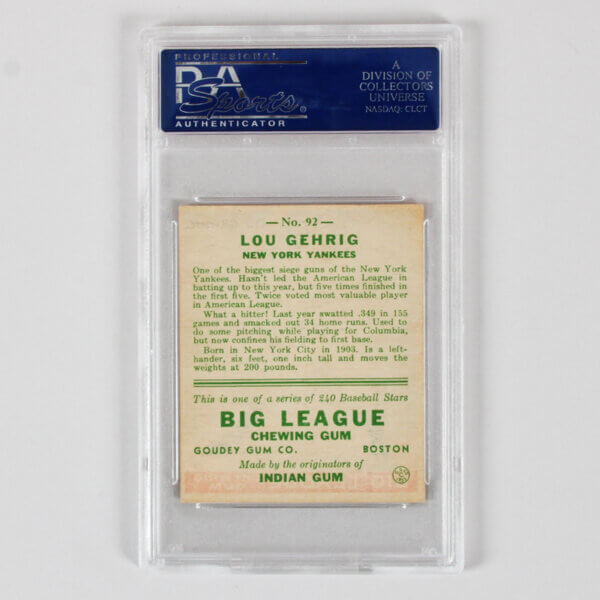 PROFESSIONAL
PSA
Sports®
AUTHENTICATOR
A
DIVISION OF
COLLECTORS
UNIVERSE
NASDAQ: CLCT
— No. 92 —
LOU GEHRIG
NEW YORK YANKEES
One of the biggest siege guns of the New York
Yankees. Hasn't led the American League in
batting up to this year, but five times finished in
the first five. Twice voted most valuable player
in American League.
What a hitter! Last year swatted .349 in 155
games and smacked out 34 home runs. Used to
do some pitching while playing for Columbia,
but now confines his fielding to first base.
Born in New York City in 1903. Is a left-
hander, six feet, one inch tall and moves the
weights at 200 pounds.
This is one of a series of 240 Baseball Stars
BIG LEAGUE
CHEWING GUM
GOUDEY GUM CO. BOSTON
Made by the originators of
INDIAN GUM